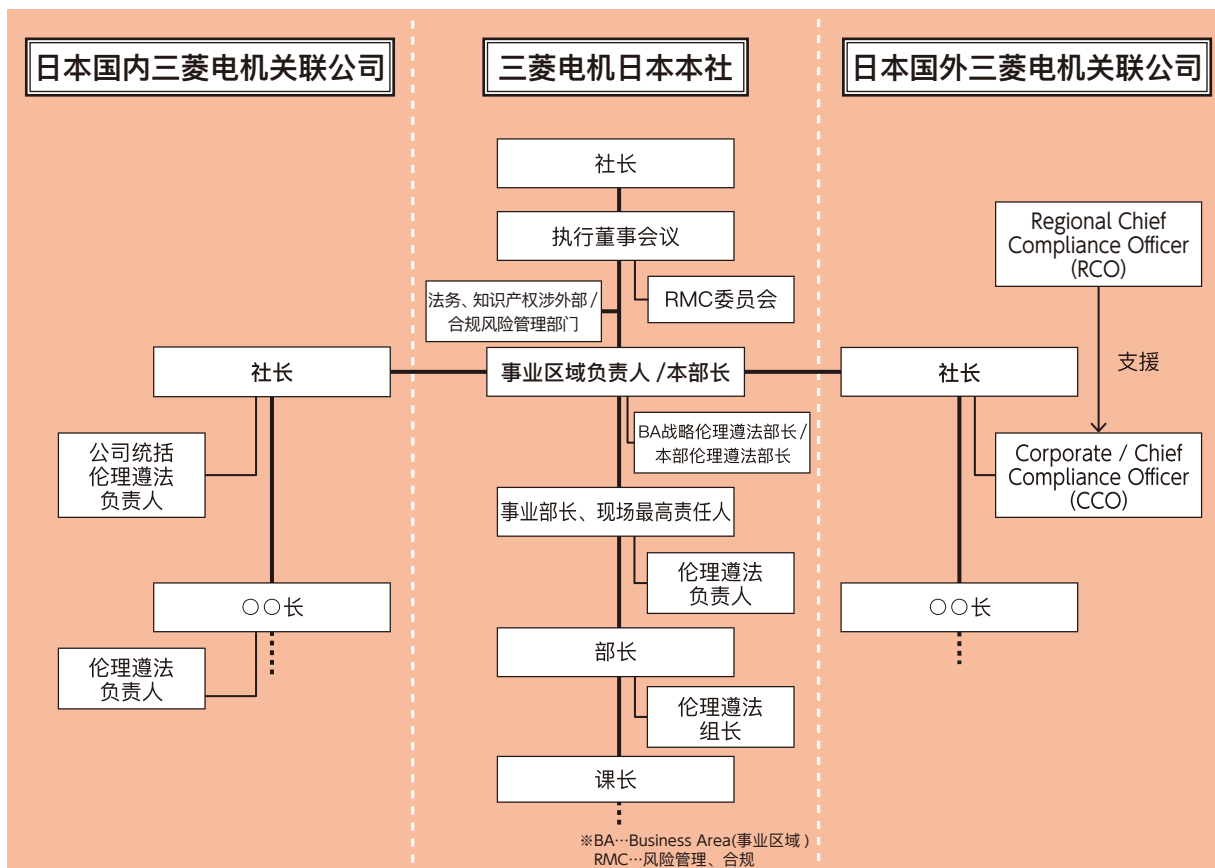 日本国内三菱电机关联公司
三菱电机日本本社
日本国外三菱电机关联公司
社长
执行董事会议
法务、知识产权涉外部 /
合规风险管理部门
RMC委员会
Regional Chief
Compliance Officer
(RCO)
社长
事业区域负责人 /本部长
社长
支援
公司统括
伦理遵法
负责人
BA战略伦理遵法部长 /
本部伦理遵法部长
Corporate / Chief
Compliance Officer
(CCO)
事业部长、现场最高责任人
伦理遵法
负责人
○○长
○○长
伦理遵法
负责人
部长
伦理遵法
组长
课长
※BA…Business Area(事业区域 )
RMC…风险管理、合规